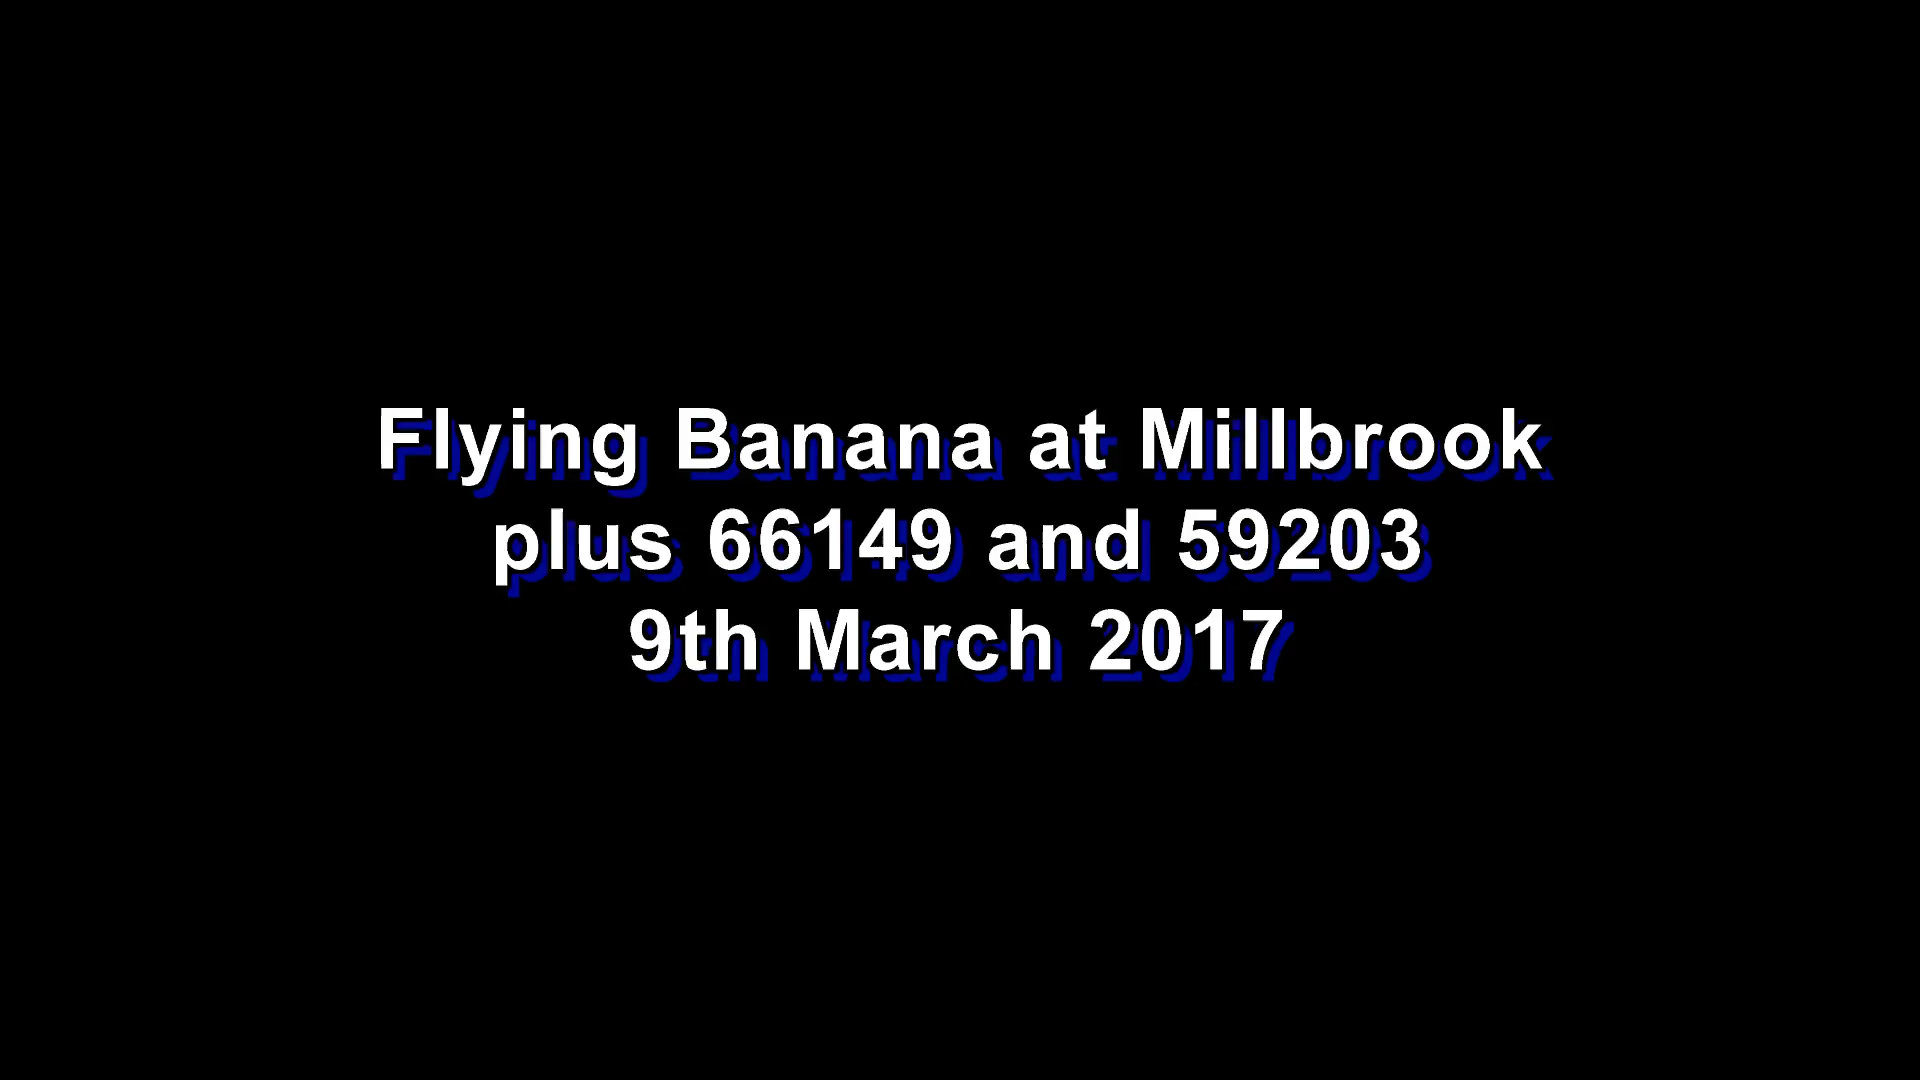 Flying Banana at Millbrook
plus 66149 and 59203
9th March 2017